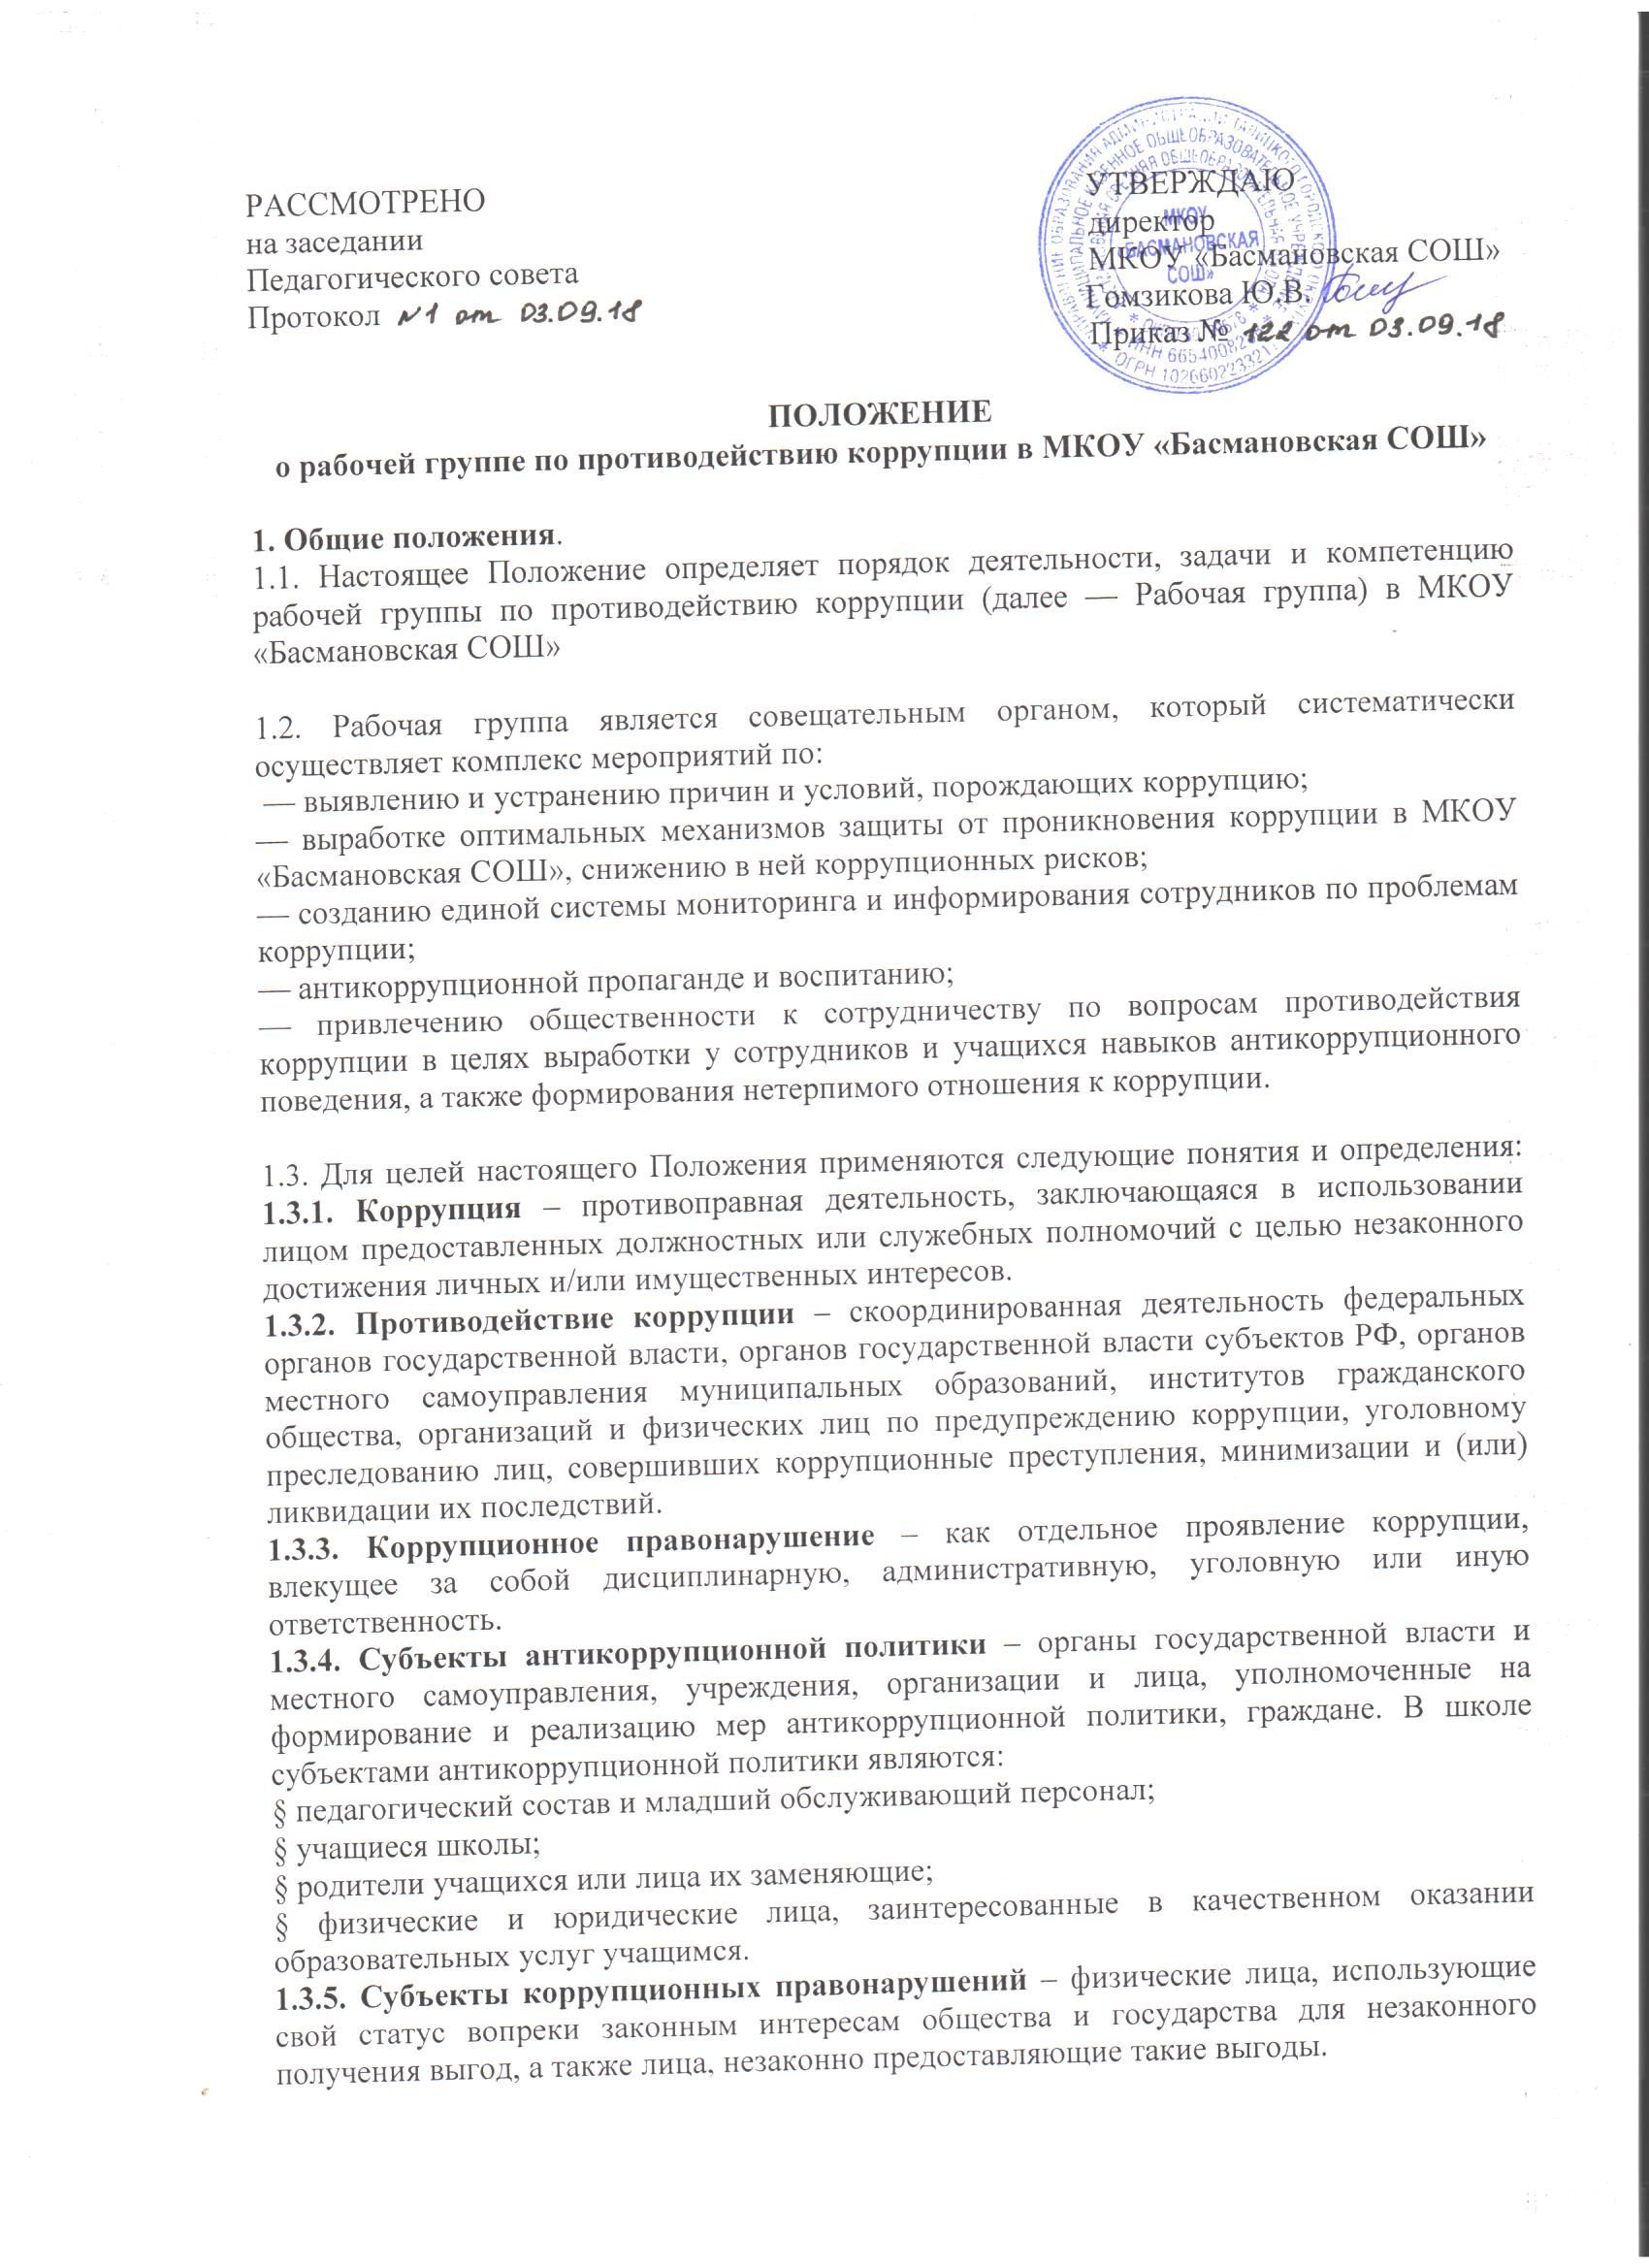 РАССМОТРЕНО
на заседании
Педагогического совета
Протокол №1 от 03.09.18
УТВЕРЖДАЮ
директор
МКОУ «Басмановская СОШ»
Гомзикова Ю.В.
Приказ № 122 от 03.09.18
МКОУ
«БАСМАНОВСКАЯ
СОШ»
ПОЛОЖЕНИЕ
о рабочей группе по противодействию коррупции в МКОУ «Басмановская СОШ»
1. Общие положения.
1.1. Настоящее Положение определяет порядок деятельности, задачи и компетенцию
рабочей группы по противодействию коррупции (далее — Рабочая группа) в МКОУ
«Басмановская СОШ»
1.2. Рабочая группа является совещательным органом, который систематически
осуществляет комплекс мероприятий по:
— выявлению и устранению причин и условий, порождающих коррупцию;
— выработке оптимальных механизмов защиты от проникновения коррупции в МКОУ
«Басмановская СОШ», снижению в ней коррупционных рисков;
— созданию единой системы мониторинга и информирования сотрудников по проблемам
коррупции;
— антикоррупционной пропаганде и воспитанию;
— привлечению общественности к сотрудничеству по вопросам противодействия
коррупции в целях выработки у сотрудников и учащихся навыков антикоррупционного
поведения, а также формирования нетерпимого отношения к коррупции.
1.3. Для целей настоящего Положения применяются следующие понятия и определения:
1.3.1. Коррупция – противоправная деятельность, заключающаяся в использовании
лицом предоставленных должностных или служебных полномочий с целью незаконного
достижения личных и/или имущественных интересов.
1.3.2. Противодействие коррупции – скоординированная деятельность федеральных
органов государственной власти, органов государственной власти субъектов РФ, органов
местного самоуправления муниципальных образований, институтов гражданского
общества, организаций и физических лиц по предупреждению коррупции, уголовному
преследованию лиц, совершивших коррупционные преступления, минимизации и (или)
ликвидации их последствий.
1.3.3. Коррупционное правонарушение – как отдельное проявление коррупции,
влекущее за собой дисциплинарную, административную, уголовную или иную
ответственность.
1.3.4. Субъекты антикоррупционной политики – органы государственной власти и
местного самоуправления, учреждения, организации и лица, уполномоченные на
формирование и реализацию мер антикоррупционной политики, граждане. В школе
субъектами антикоррупционной политики являются:
§ педагогический состав и младший обслуживающий персонал;
§ учащиеся школы;
§ родители учащихся или лица их заменяющие;
§ физические и юридические лица, заинтересованные в качественном оказании
образовательных услуг учащимся.
1.3.5. Субъекты коррупционных правонарушений – физические лица, использующие
свой статус вопреки законным интересам общества и государства для незаконного
получения выгод, а также лица, незаконно предоставляющие такие выгоды.